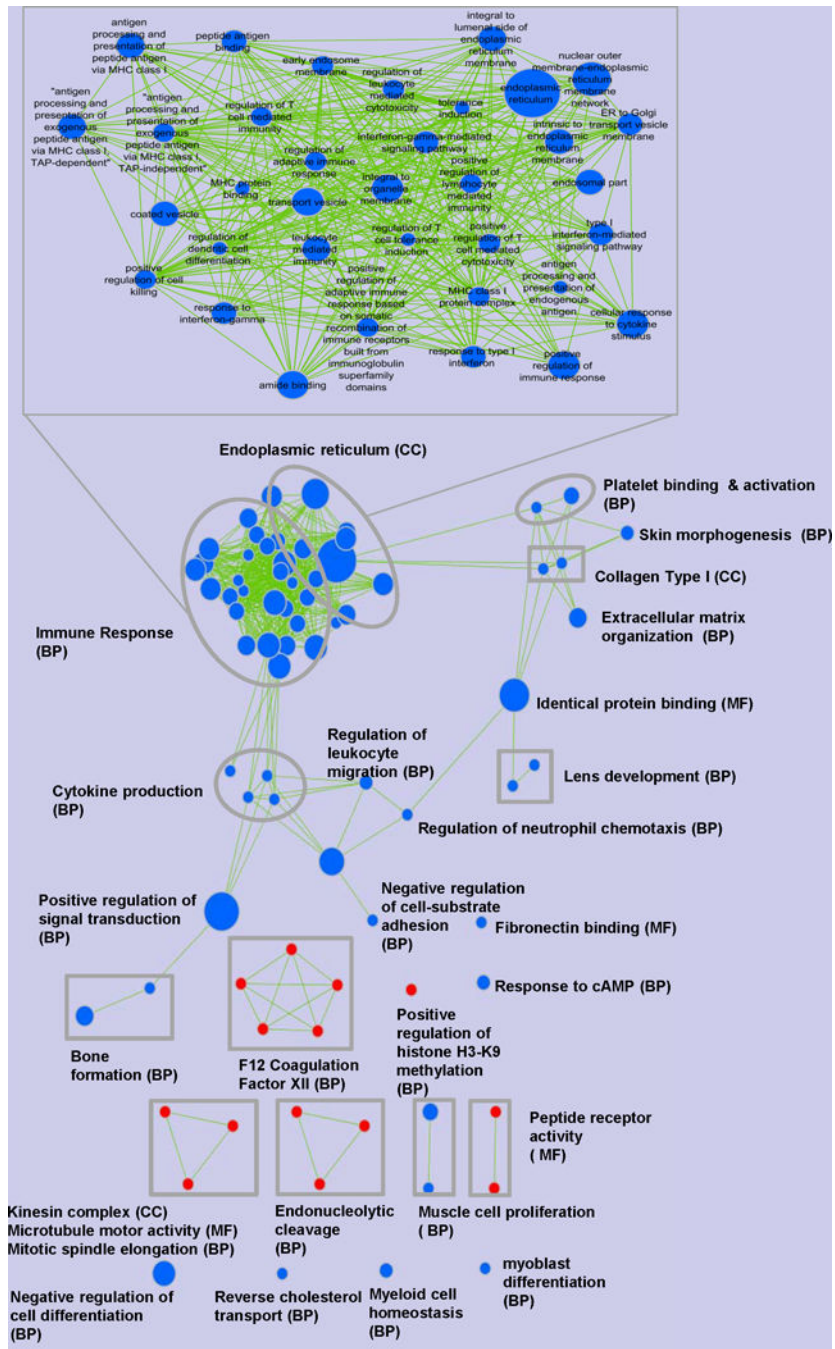 antigen
processing and
presentation of
peptide antigen
via MHC class I
peptide antigen
binding
integral to
lumenal side of
endoplasmic
reticulum
membrane
early endosome
membrane
regulation of
leukocyte
mediated
cytotoxicity
endoplasmic
reticulum
nuclear outer
membrane-endoplasmic
reticulum
membrane
network
"antigen
processing and
presentation of
exogenous
peptide antigen
via MHC class I,
TAP-dependent"
"antigen
processing and
presentation of
exogenous
peptide antigen
via MHC class I,
TAP-independent"
regulation of T
cell mediated
immunity
tolerance
induction
ER to Golgi
transport vesicle
membrane
interferon-gamma-mediated
signaling pathway
intrinsic to
endoplasmic
reticulum
membrane
regulation of
adaptive immune
response
MHC protein
binding
integral to
organelle
membrane
positive
regulation of
lymphocyte
mediated
immunity
endosomal part
coated vesicle
transport vesicle
regulation of
dendritic cell
differentiation
leukocyte
mediated
immunity
regulation of T
cell tolerance
induction
positive
regulation of T
cell mediated
cytotoxicity
type I
interferon-mediated
signaling pathway
positive
regulation of cell
killing
positive
regulation of
adaptive immune
response based
on somatic
recombination of
immune receptors
built from
immunoglobulin
superfamily
domains
MHC class I
protein complex
antigen
processing and
presentation of
endogenous
antigen
response to
interferon-gamma
cellular response
to cytokine
stimulus
response to type I
interferon
positive
regulation of
immune response
amide binding
Endoplasmic reticulum (CC)
Platelet binding & activation
(BP)
Skin morphogenesis (BP)
Collagen Type I (CC)
Immune Response
(BP)
Extracellular matrix
organization (BP)
Identical protein binding (MF)
Regulation of
leukocyte
migration (BP)
Cytokine production
(BP)
Lens development (BP)
Regulation of neutrophil chemotaxis (BP)
Positive regulation of
signal transduction
(BP)
Negative regulation
of cell-substrate
adhesion
(BP)
Fibronectin binding (MF)
Response to cAMP (BP)
Bone
formation (BP)
F12 Coagulation
Factor XII (BP)
Positive
regulation of
histone H3-K9
methylation
(BP)
Peptide receptor
activity
( MF)
Kinesin complex (CC)
Microtubule motor activity (MF)
Mitotic spindle elongation (BP)
Endonucleolytic
cleavage
(BP)
Muscle cell proliferation
( BP)
Negative regulation of
cell differentiation
(BP)
Reverse cholesterol
transport (BP)
Myeloid cell
homeostasis
(BP)
myoblast
differentiation
(BP)